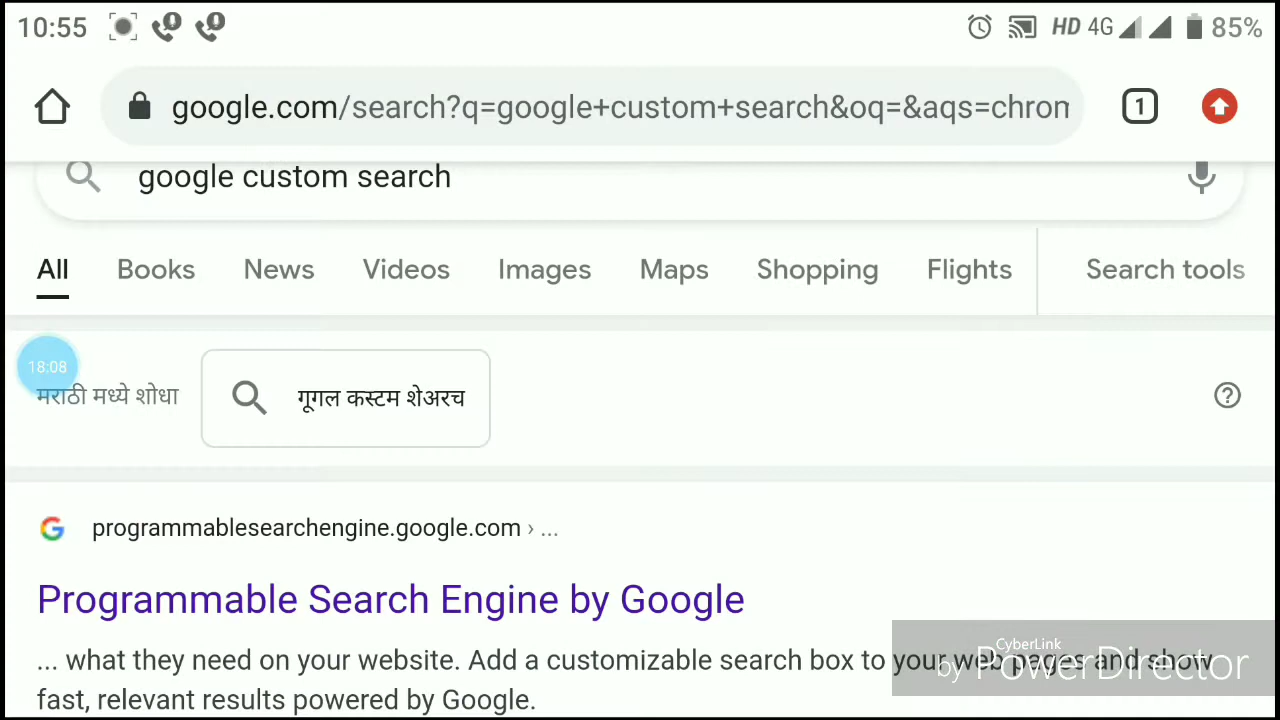 10:55 HD 4G 85%
google.com/search?q=google+custom+search&oq=&aqs=chrom
1
google custom search
All Books News Videos Images Maps Shopping Flights Search tools
18:08
मराठी मध्ये शोधा गूगल कस्टम शेअरच
programmablesearchengine.google.com › ...
Programmable Search Engine by Google
... what they need on your website. Add a customizable search box to your web pages and show
fast, relevant results powered by Google.
CyberLink
by PowerDirector